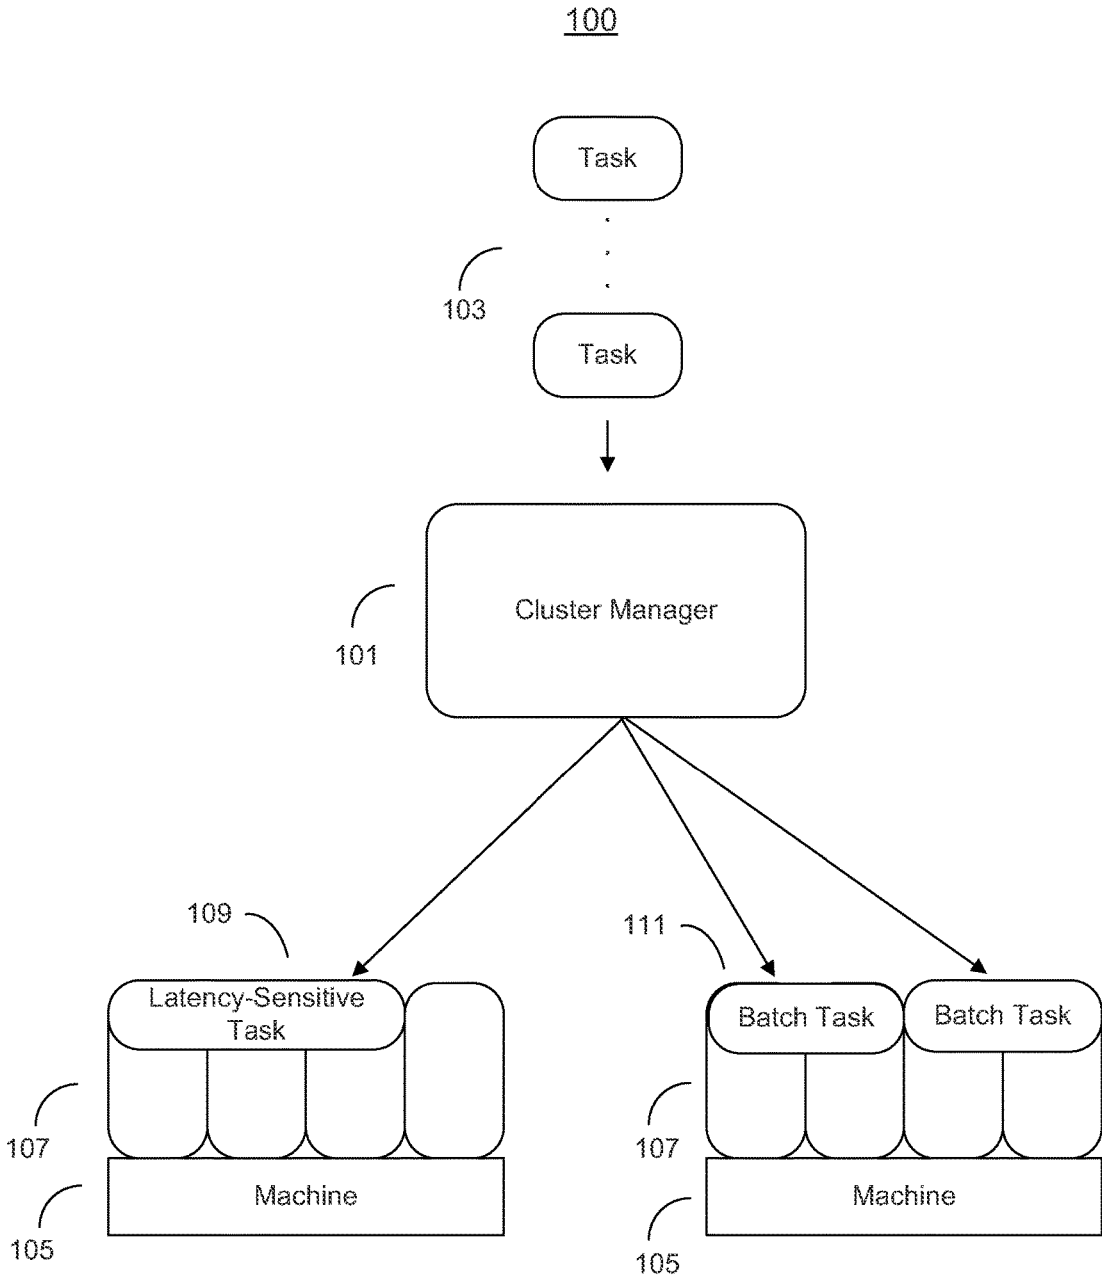 100
Task
103
Task
Cluster Manager
101
109
111
Latency-Sensitive
Task
Batch Task
Batch Task
107
107
Machine
Machine
105
105